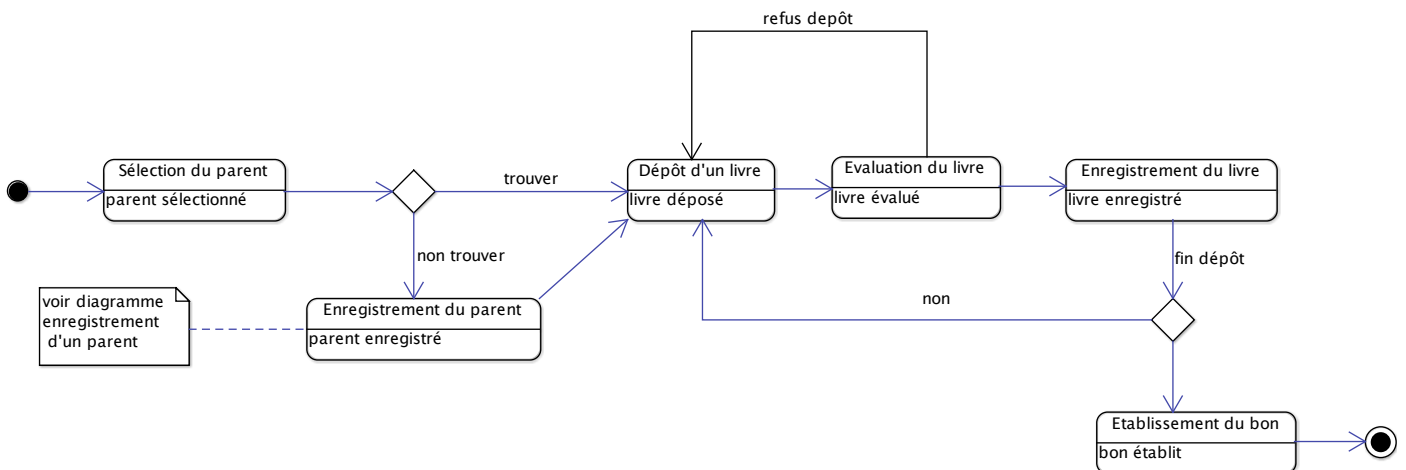 refus depôt
Sélection du parent
parent sélectionné
trouver
Dépôt d'un livre
livre déposé
Evaluation du livre
livre évalué
Enregistrement du livre
livre enregistré
non trouver
fin dépôt
voir diagramme
enregistrement
d'un parent
Enregistrement du parent
parent enregistré
non
Etablissement du bon
bon établit